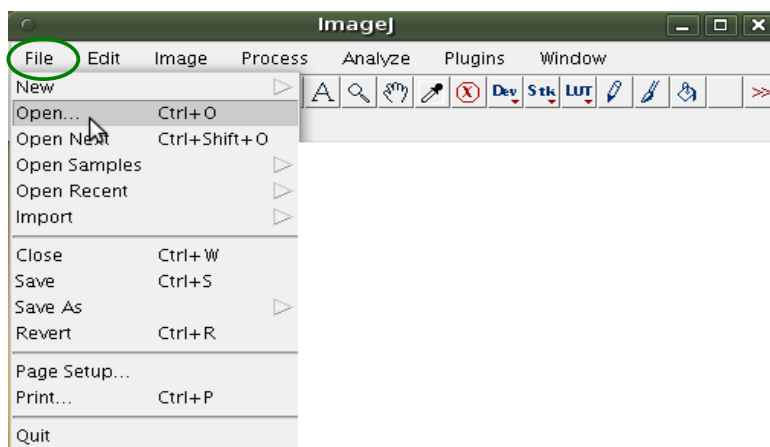 ImageJ
File Edit Image Process Analyze Plugins Window
New
A Dev Stk LUT >>
Open... Ctrl+O
Open Next Ctrl+Shift+O
Open Samples
Open Recent
Import
Close Ctrl+W
Save Ctrl+S
Save As
Revert Ctrl+R
Page Setup...
Print... Ctrl+P
Quit